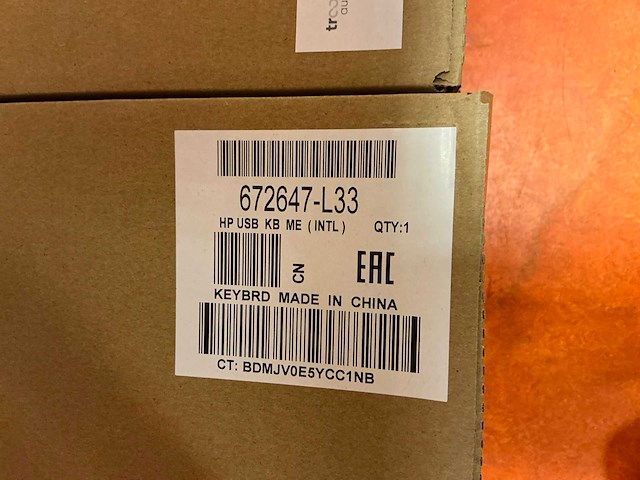 672647-L33
HP USB KB ME (INTL) QTY:1
CN
EAC
KEYBRD MADE IN CHINA
CT: BDMJV0E5YCC1NB